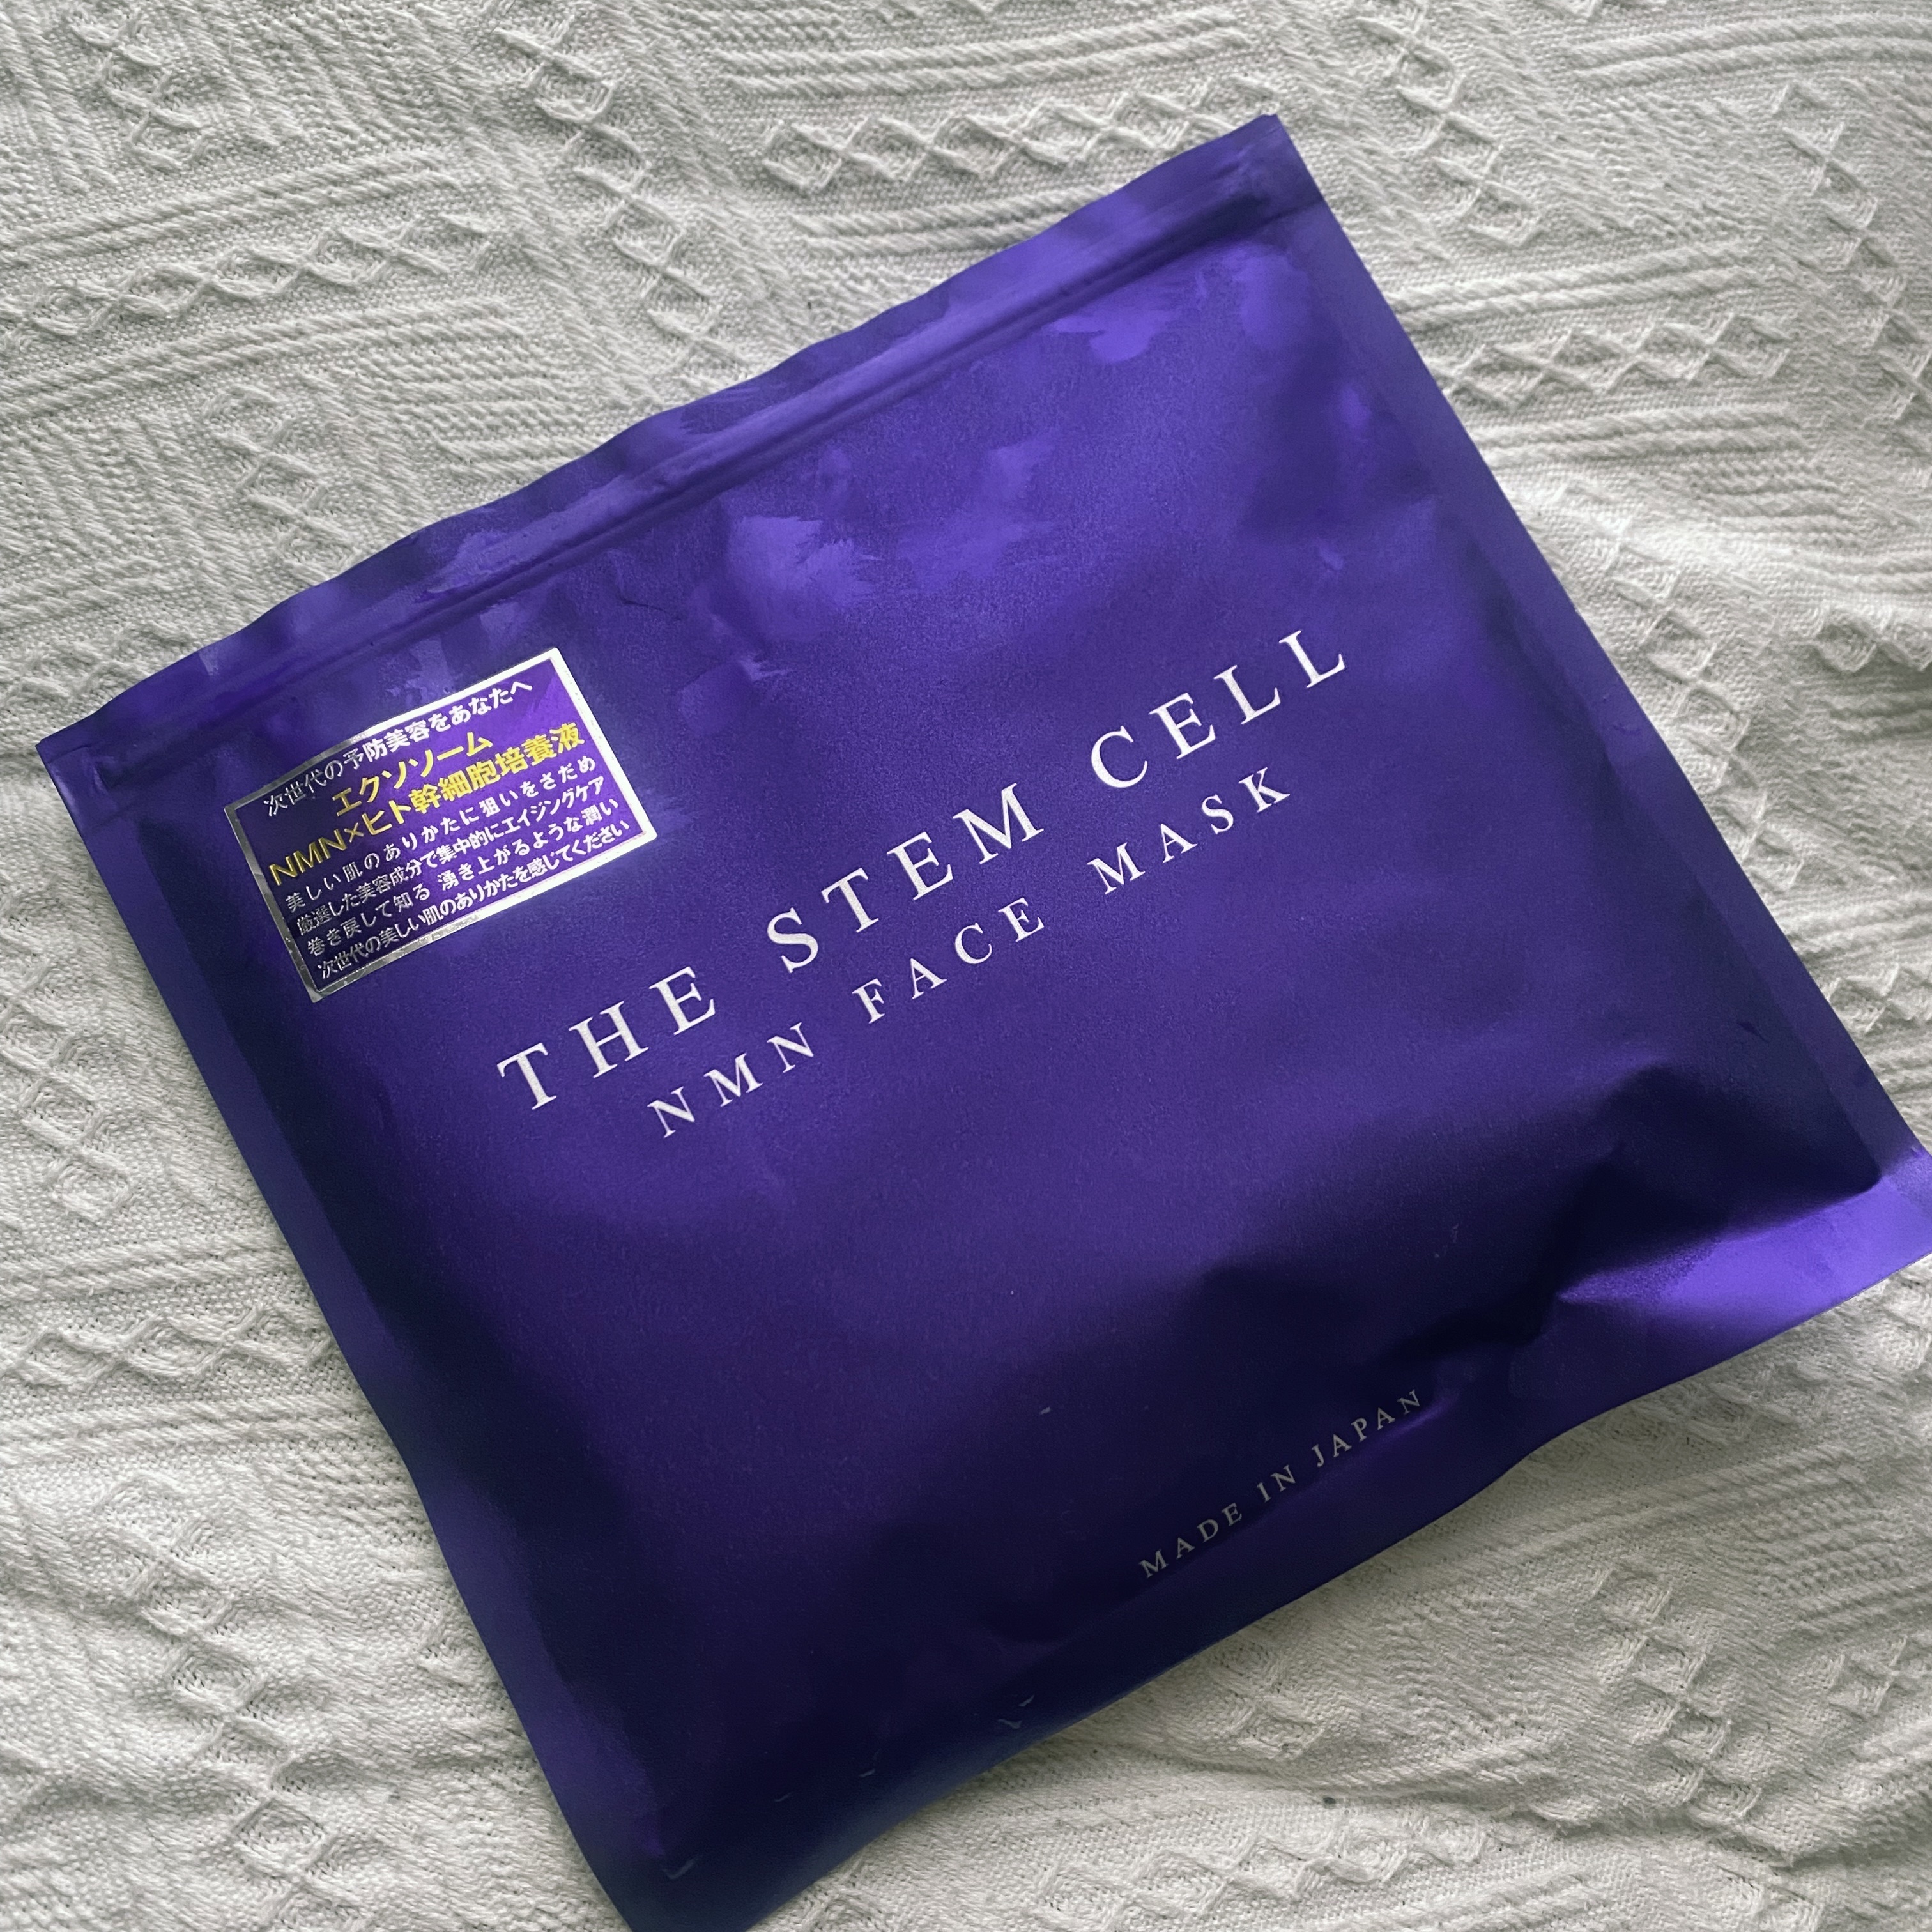 次世代の予防美容をあなたへ
エクソソーム
NMN×ヒト幹細胞培養液
美しい肌のありかたに狙いをさだめ
厳選した美容成分で集中的にエイジングケア
巻き戻して知る 湧き上がるような潤い
次世代の美しい肌のありかたを感じてください
THE STEM CELL
NMN FACE MASK
MADE IN JAPAN